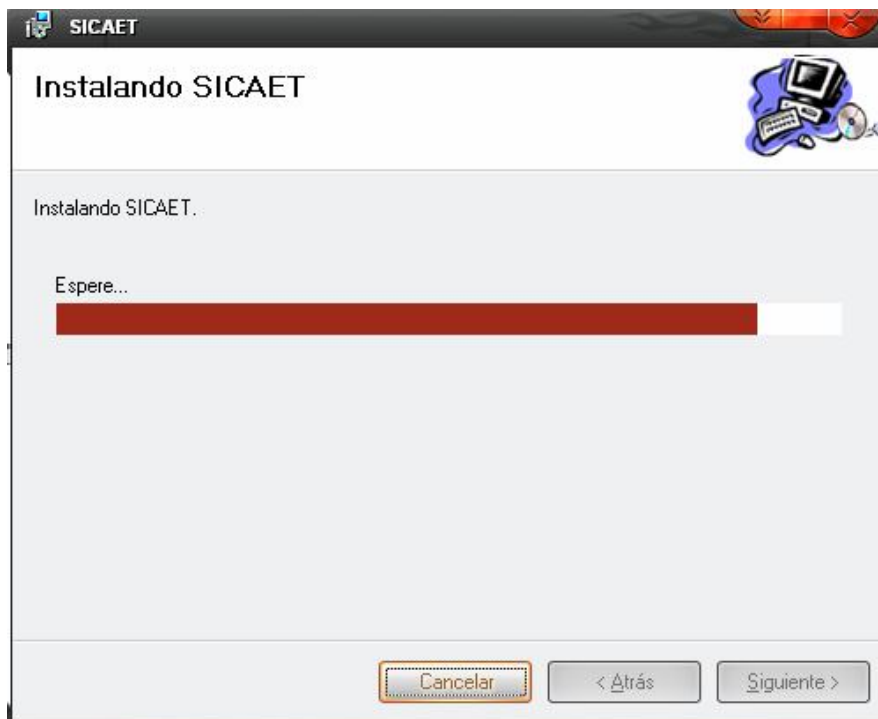 SICAET
Instalando SICAET
Instalando SICAET.
Espere...
Cancelar
< Atrás
Siguiente >